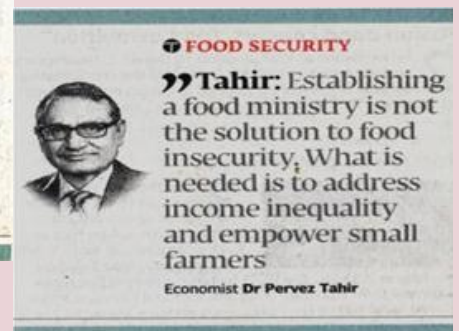 FOOD SECURITY
”Tahir: Establishing
a food ministry is not
the solution to food
insecurity. What is
needed is to address
income inequality
and empower small
farmers
Economist Dr Pervez Tahir